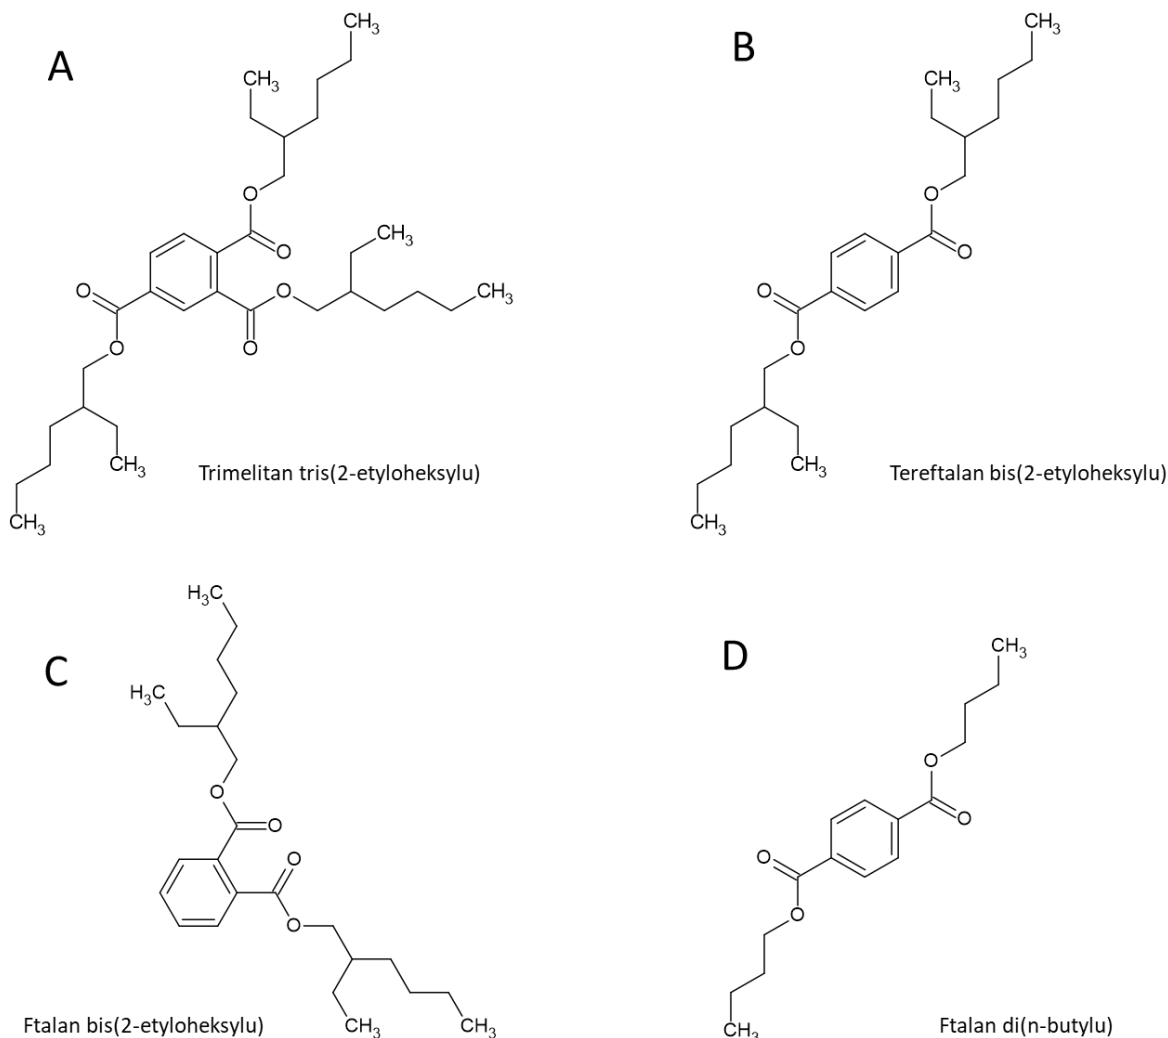 A
CH3
CH3
O
O
CH3
O
O
O
O
CH3
CH3
CH3
Trimelitan tris(2-etyloheksylu)
B
CH3
CH3
O
O
O
O
CH3
CH3
Tereftalan bis(2-etyloheksylu)
C
H3C
H3C
O
O
O
O
CH3
CH3
Ftalan bis(2-etyloheksylu)
D
CH3
O
O
O
O
CH3
Ftalan di(n-butylu)